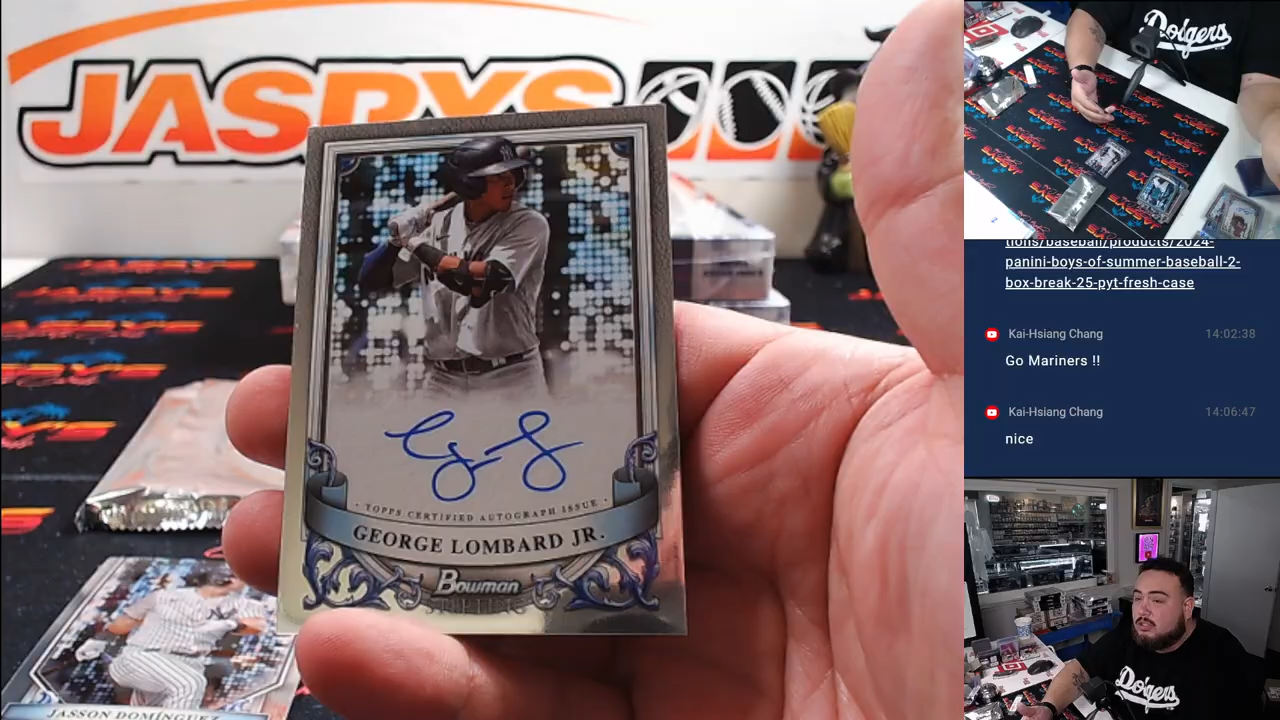 JASPYS
TOPPS CERTIFIED AUTOGRAPH ISSUE
GEORGE LOMBARD JR.
Bowman
STERLING
JASSON DOMÍNGUEZ
Dodgers
tions/baseball/products/2024-
panini-boys-of-summer-baseball-2-
box-break-25-pyt-fresh-case
Kai-Hsiang Chang 14:02:38
Go Mariners !!
Kai-Hsiang Chang 14:06:47
nice
Dodgers